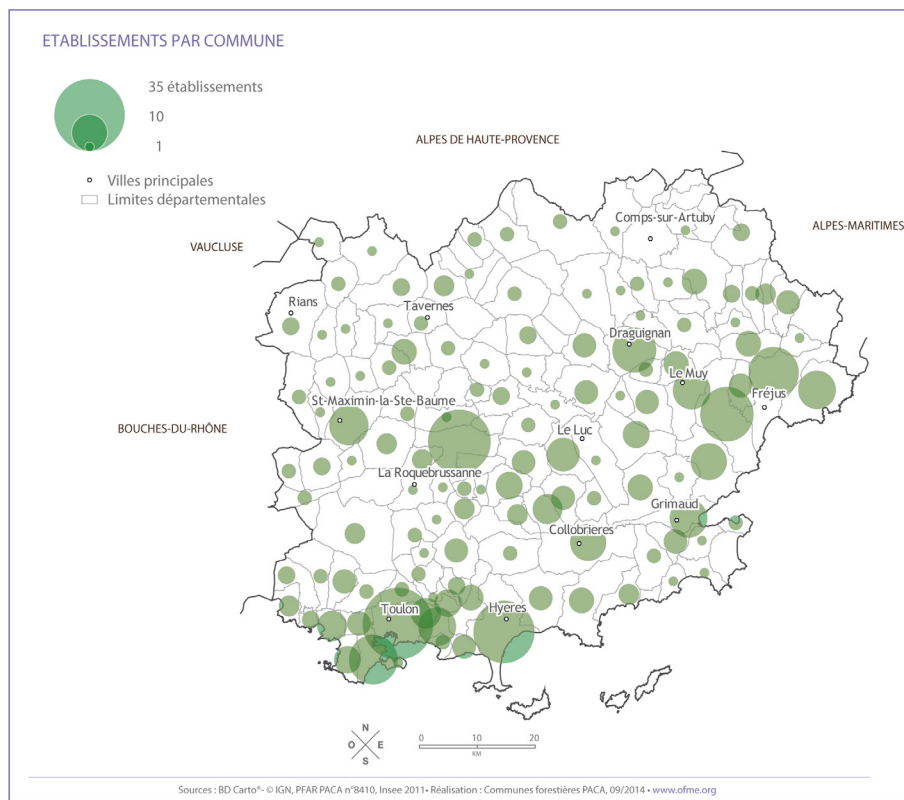 ETABLISSEMENTS PAR COMMUNE
35 établissements
10
1
Villes principales
Limites départementales
ALPES DE HAUTE-PROVENCE
VAUCLUSE
ALPES-MARITIMES
BOUCHES-DU-RHÔNE
Comps-sur-Artuby
Rians
Tavernes
Draguignan
Le Muy
Fréjus
St-Maximin-la-Ste-Baume
Le Luc
La Roquebrussanne
Grimaud
Collobrieres
Toulon
Hyeres
N
O E
S
0 10 20
KM
Sources : BD Carto®- © IGN, PFAR PACA n°8410, Insee 2011• Réalisation : Communes forestières PACA, 09/2014 • www.ofme.org